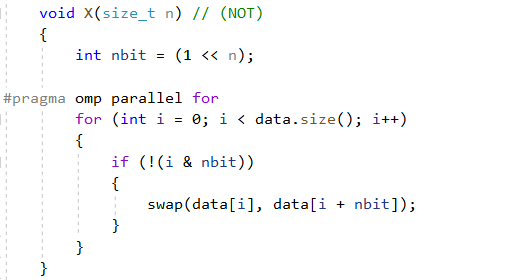 void X(size_t n) // (NOT)
{
int nbit = (1 << n);
#pragma omp parallel for
for (int i = 0; i < data.size(); i++)
{
if (!(i & nbit))
{
swap(data[i], data[i + nbit]);
}
}
}